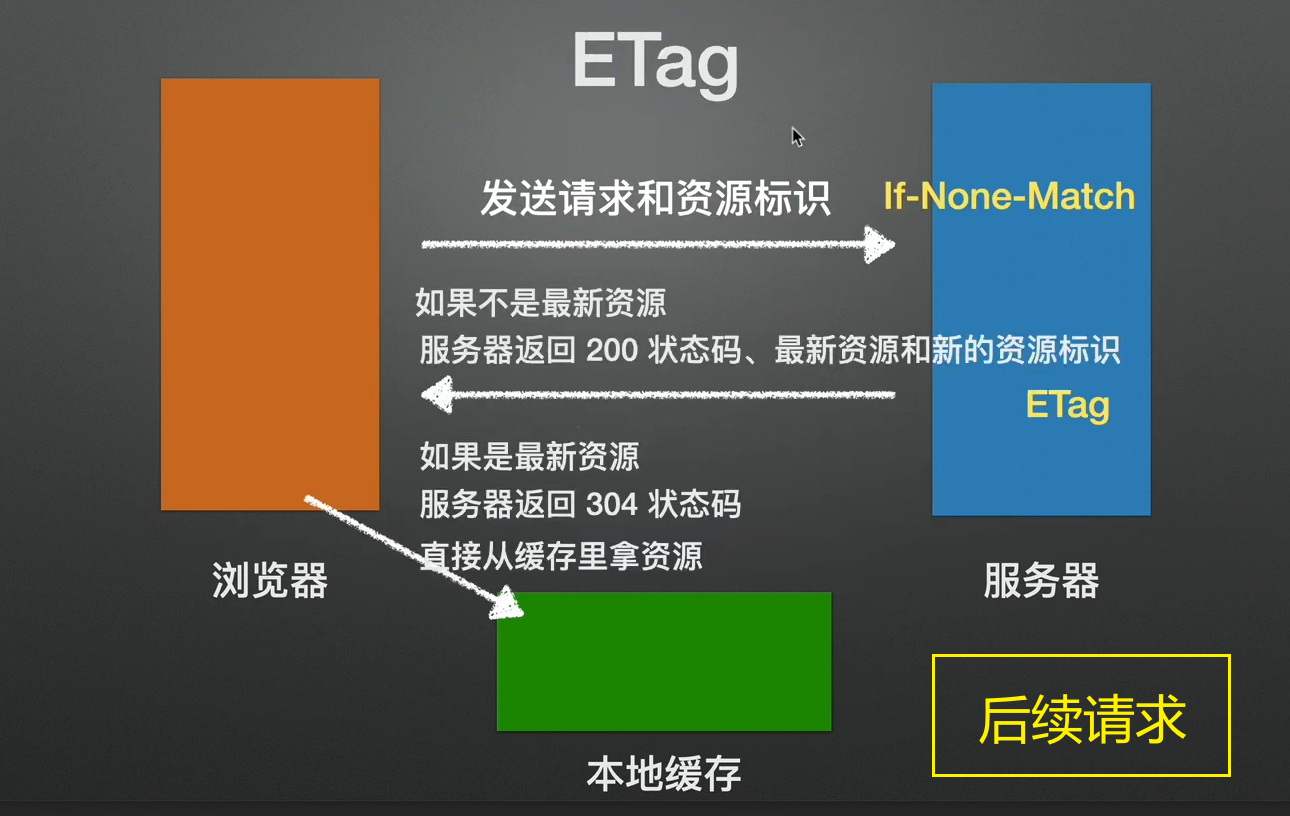 ETag
发送请求和资源标识
If-None-Match
如果不是最新资源
服务器返回 200 状态码、最新资源和新的资源标识
ETag
如果是最新资源
服务器返回 304 状态码
直接从缓存里拿资源
浏览器
服务器
后续请求
本地缓存